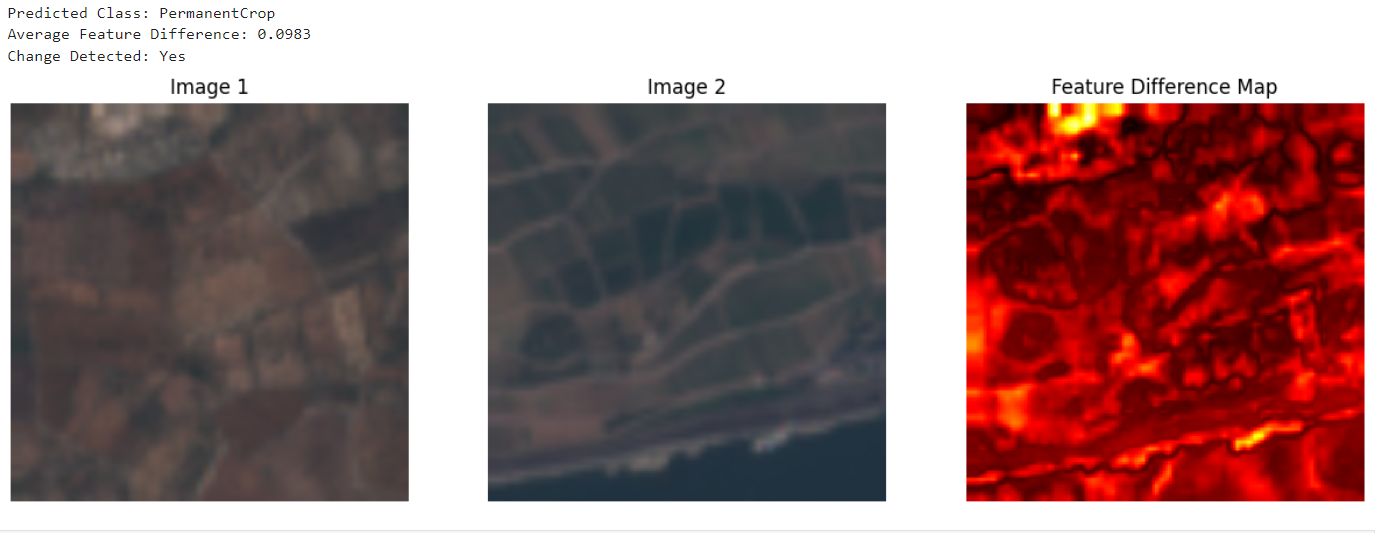 Predicted Class: PermanentCrop
Average Feature Difference: 0.0983
Change Detected: Yes
Image 1
Image 2
Feature Difference Map